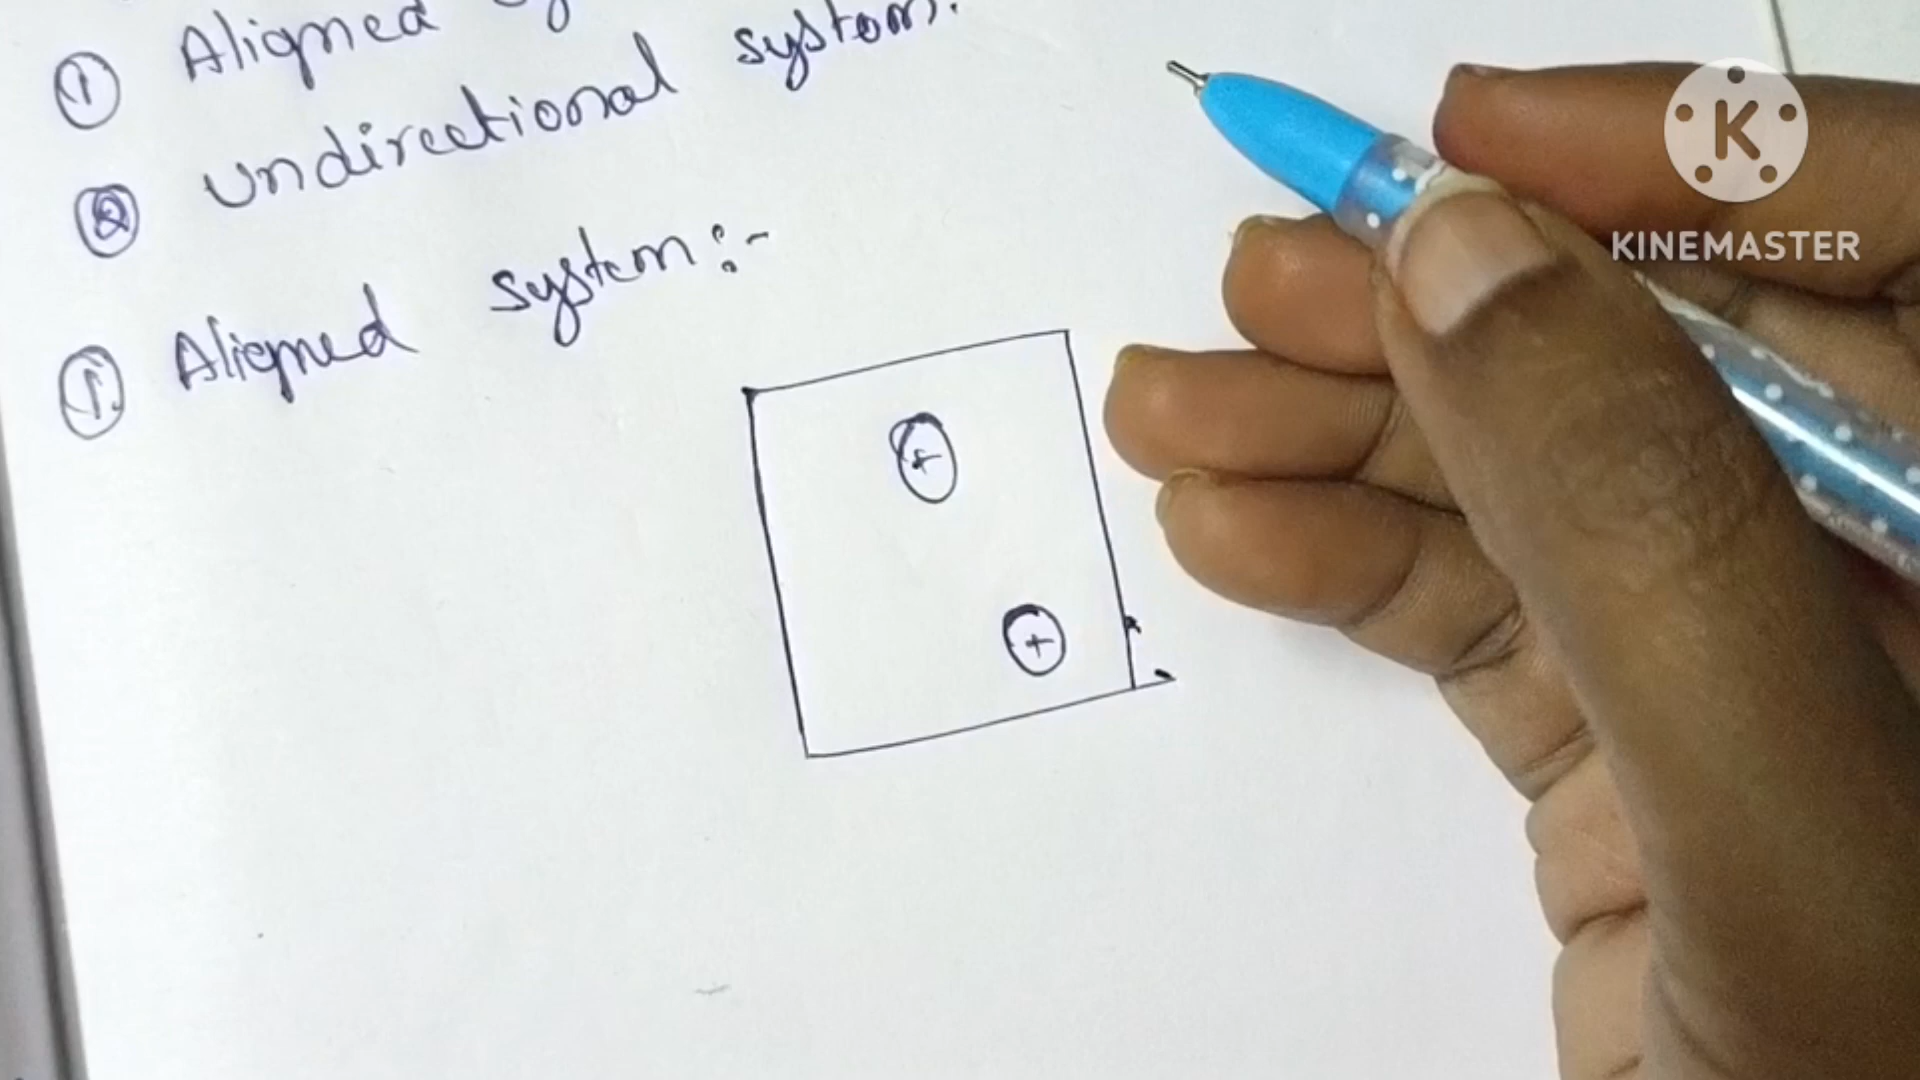 ① Aligned
② Undirectional system.
① Aligned system:-
K
KINEMASTER